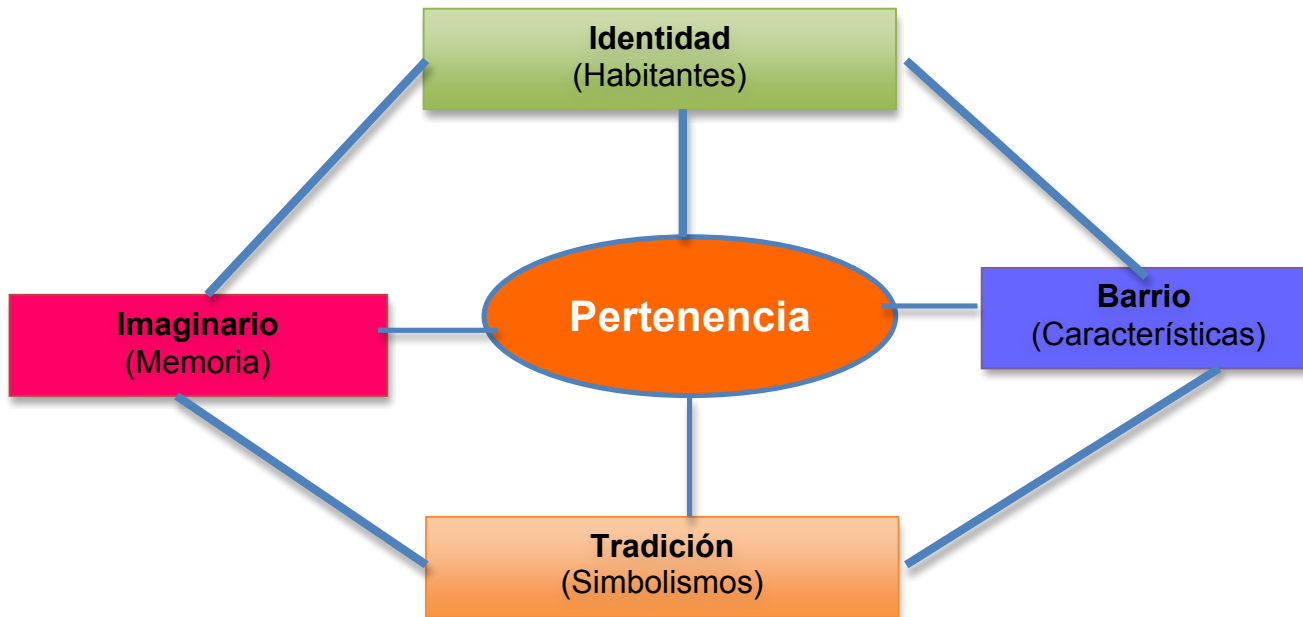 Identidad
(Habitantes)
Pertenencia
Imaginario
(Memoria)
Barrio
(Características)
Tradición
(Simbolismos)